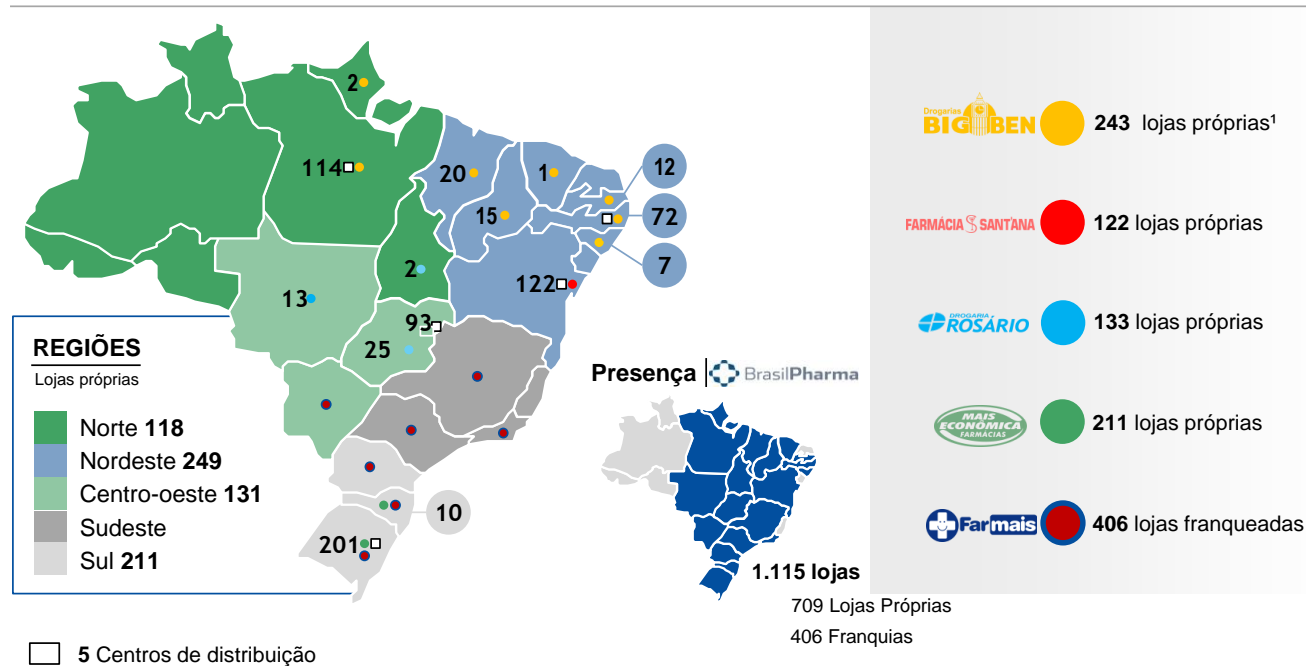 2
114
20
1
12
15
72
7
2
122
13
93
25
REGIÕES
Lojas próprias
Norte 118
Nordeste 249
Centro-oeste 131
Sudeste
Sul 211
10
201
5 Centros de distribuição
Presença BrasilPharma
1.115 lojas
709 Lojas Próprias
406 Franquias
Drogarias
BIG BEN
243 lojas próprias¹
FARMÁCIA SANT'ANA
122 lojas próprias
DROGARIA
ROSÁRIO
133 lojas próprias
MAIS
ECONÔMICA
FARMÁCIAS
211 lojas próprias
Farmais
406 lojas franqueadas